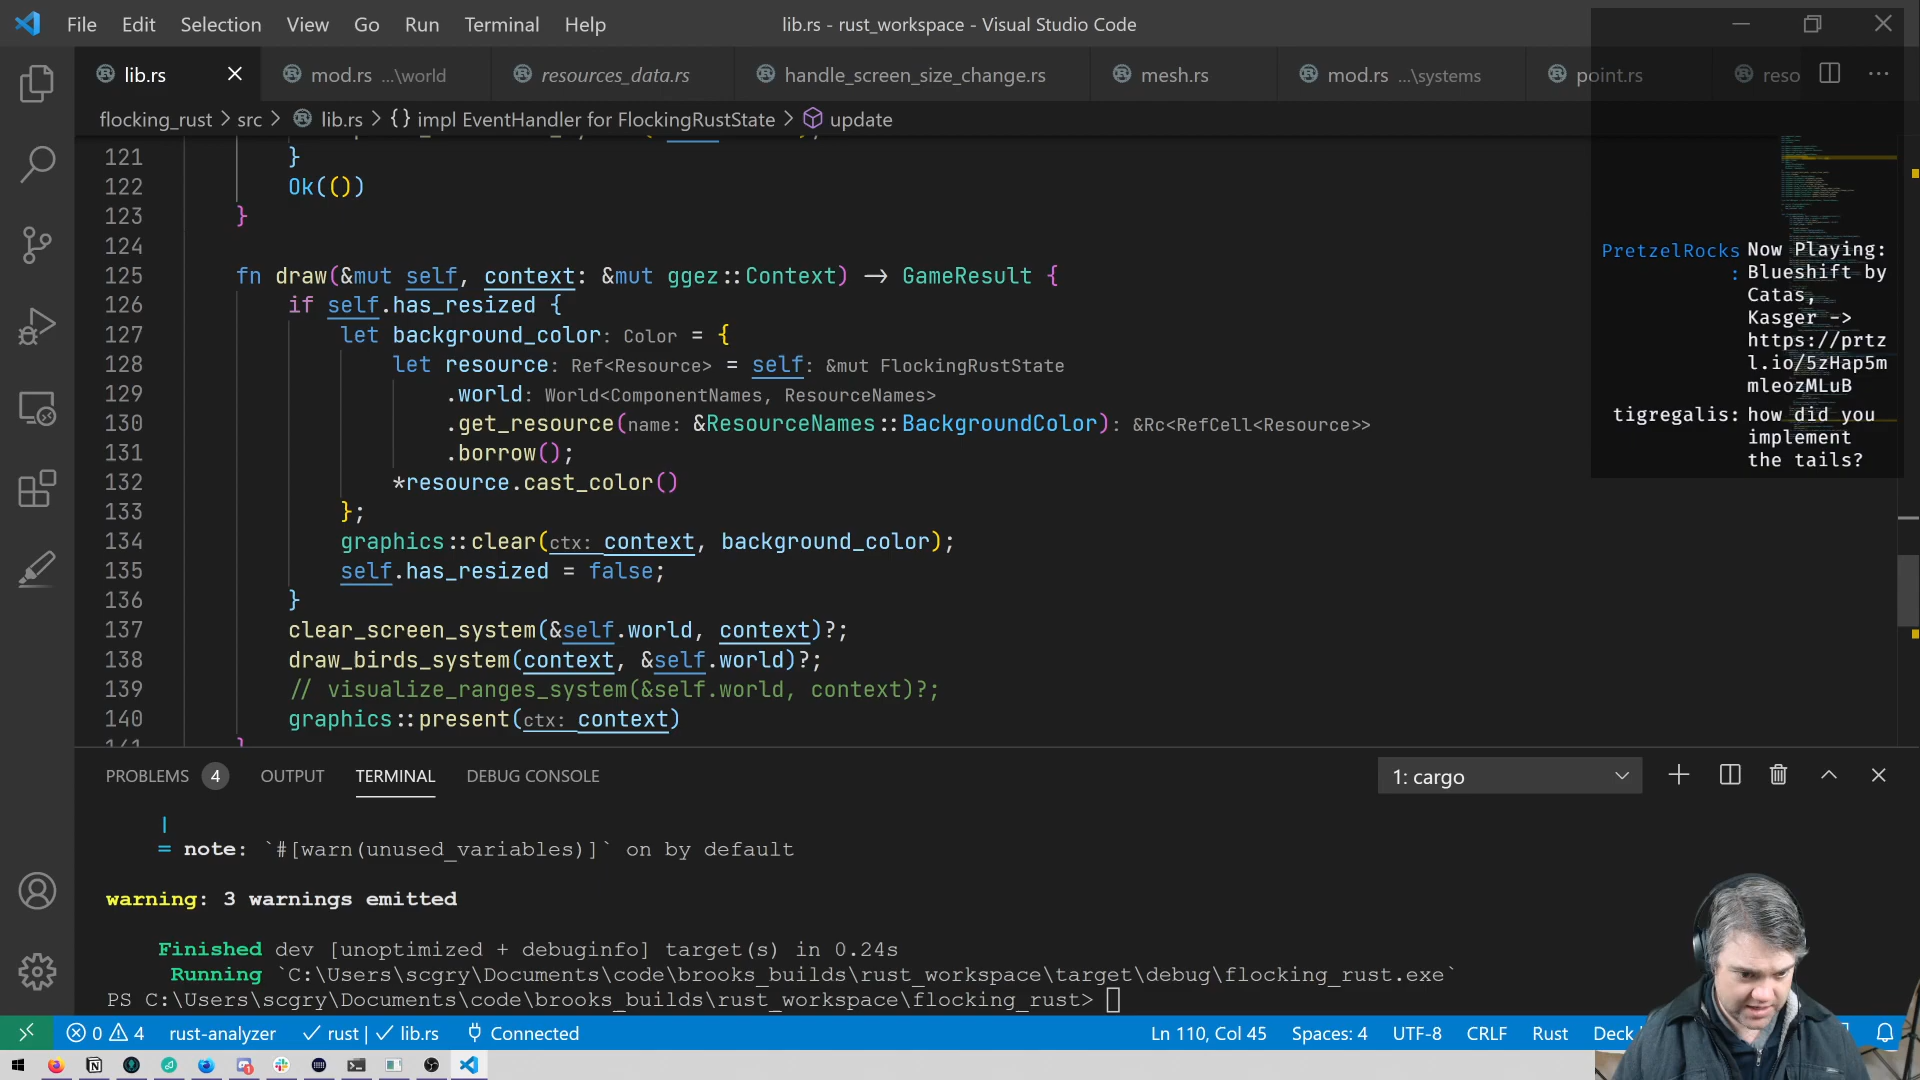 File Edit Selection View Go Run Terminal Help lib.rs - rust_workspace - Visual Studio Code
lib.rs mod.rs ...\world resources_data.rs handle_screen_size_change.rs mesh.rs mod.rs ...\systems point.rs reso
flocking_rust > src > lib.rs > {} impl EventHandler for FlockingRustState > update
121 }
122 Ok(())
123 }
124
125 fn draw(&mut self, context: &mut ggez::Context) -> GameResult {
126 if self.has_resized {
127 let background_color: Color = {
128 let resource: Ref<Resource> = self: &mut FlockingRustState
129 .world: World<ComponentNames, ResourceNames>
130 .get_resource(name: &ResourceNames::BackgroundColor): &Rc<RefCell<Resource>>
131 .borrow();
132 *resource.cast_color()
133 };
134 graphics::clear(ctx: context, background_color);
135 self.has_resized = false;
136 }
137 clear_screen_system(&self.world, context)?;
138 draw_birds_system(context, &self.world)?;
139 // visualize_ranges_system(&self.world, context)?;
140 graphics::present(ctx: context)
141 }
PretzelRocks: Now Playing:
Blueshift by
Catas,
Kasger ->
https://prtz
l.io/5zHap5m
mleozMLuB
tigregalis: how did you
implement
the tails?
PROBLEMS 4 OUTPUT TERMINAL DEBUG CONSOLE 1: cargo
|
= note: `#[warn(unused_variables)]` on by default
warning: 3 warnings emitted
Finished dev [unoptimized + debuginfo] target(s) in 0.24s
Running `C:\Users\scgry\Documents\code\brooks_builds\rust_workspace\target\debug\flocking_rust.exe`
PS C:\Users\scgry\Documents\code\brooks_builds\rust_workspace\flocking_rust>
0 4 rust-analyzer rust | lib.rs Connected Ln 110, Col 45 Spaces: 4 UTF-8 CRLF Rust Deck